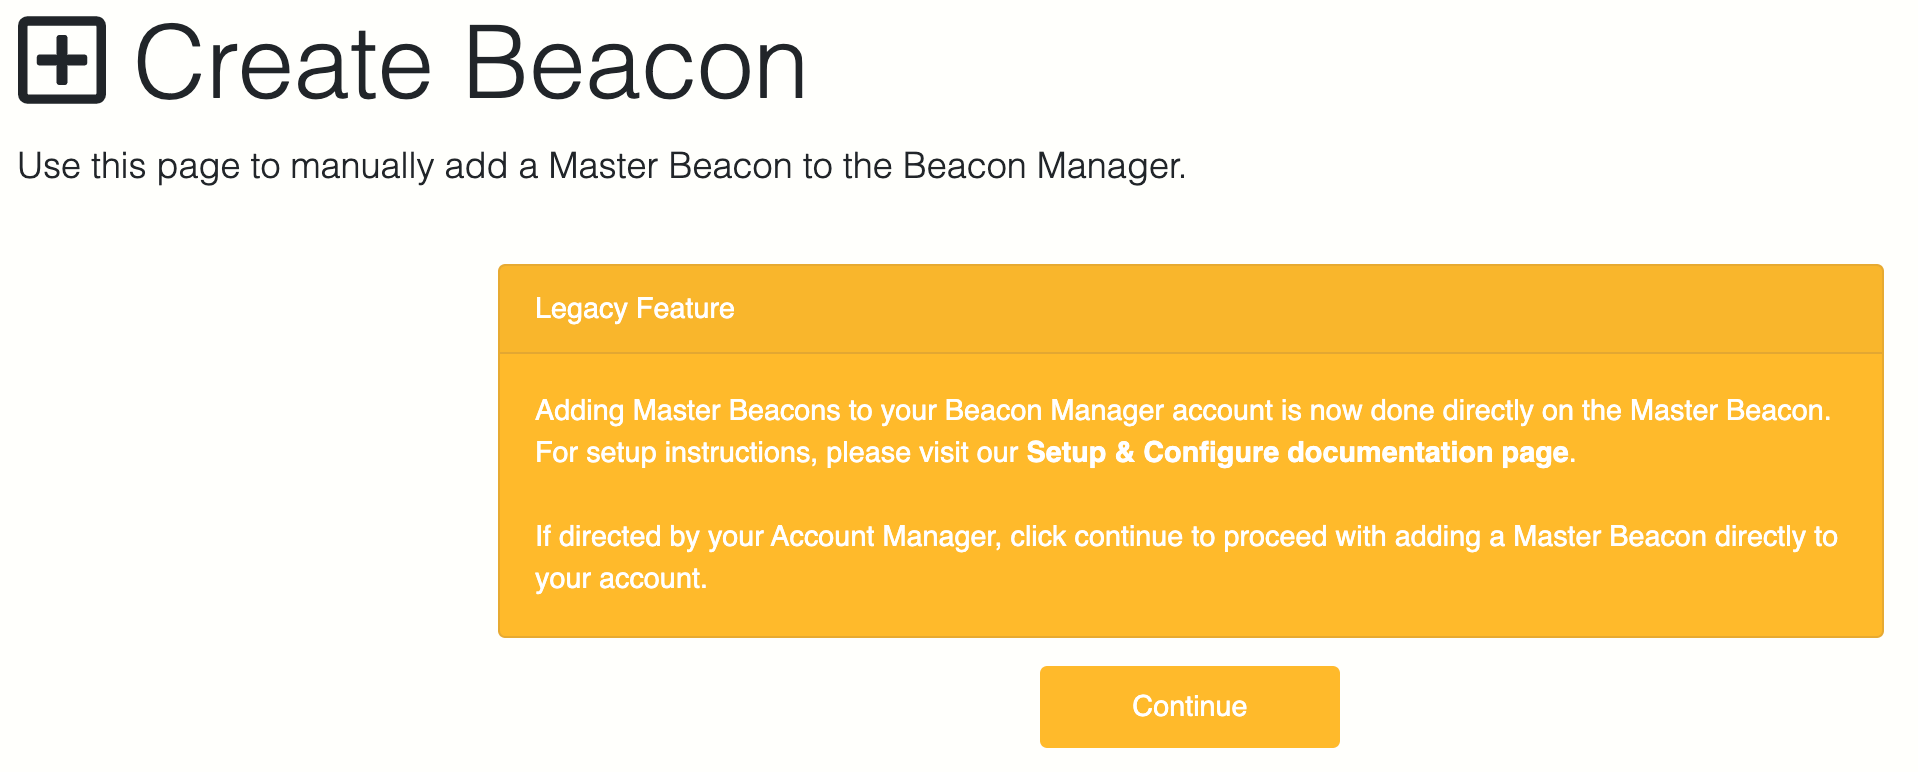 Create Beacon
Use this page to manually add a Master Beacon to the Beacon Manager.
Legacy Feature
Adding Master Beacons to your Beacon Manager account is now done directly on the Master Beacon.
For setup instructions, please visit our Setup & Configure documentation page.
If directed by your Account Manager, click continue to proceed with adding a Master Beacon directly to
your account.
Continue